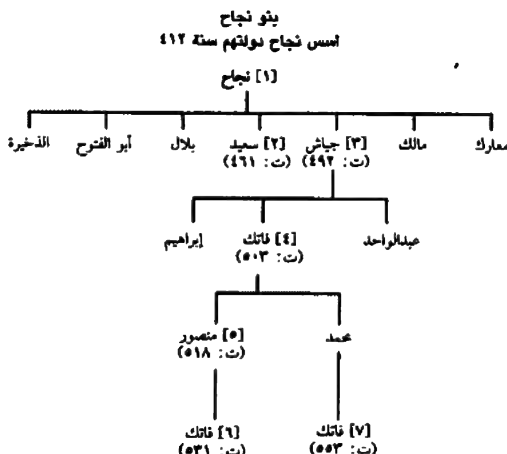 بنو نجاح
أسس نجاح دولتهم سنة ٤١٢
[١] نجاح
معارك مالك [٣] جياش [٢] سعيد بلال أبو الفتوح الذخيرة
(ت: ٤٩٢) (ت: ٤٦١)
عبدالواحد [٤] فاتك إبراهيم
(ت: ٥٠٣)
محمد [٥] منصور
(ت: ٥١٨)
[٧] فاتك [٦] فاتك
(ت: ٥٥٣) (ت: ٥٣١)